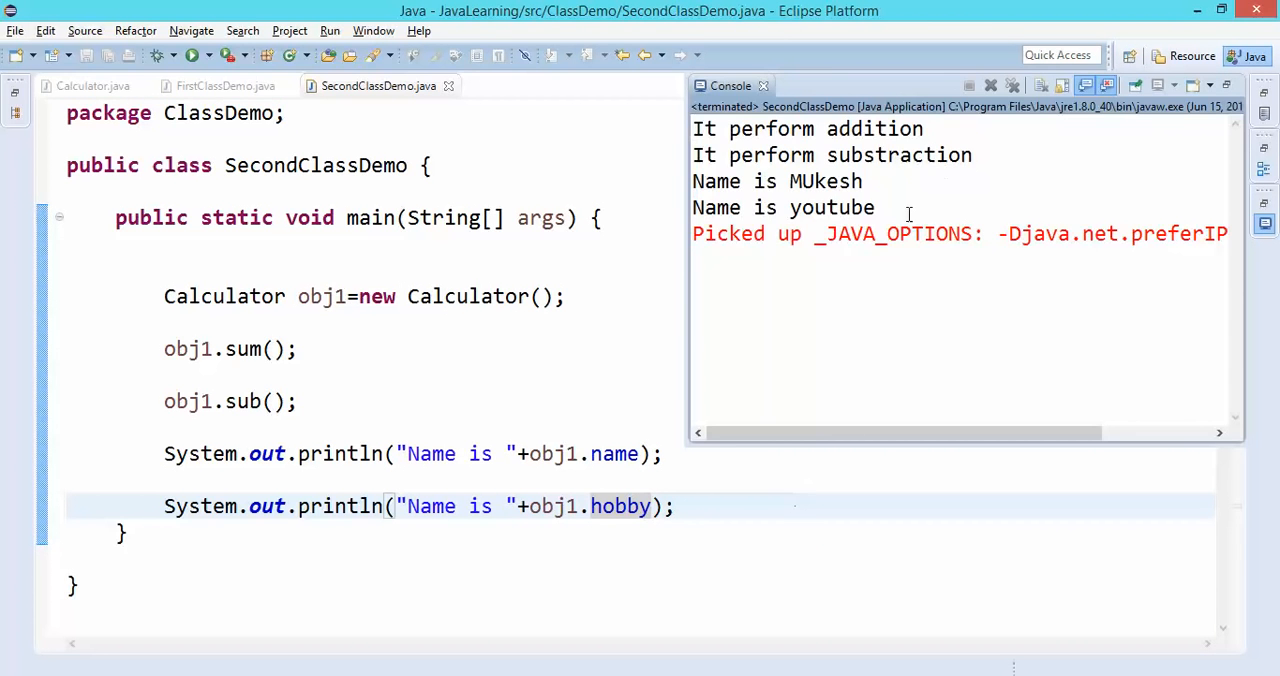 Java - JavaLearning/src/ClassDemo/SecondClassDemo.java - Eclipse Platform
File Edit Source Refactor Navigate Search Project Run Window Help
Quick Access Resource Java
Calculator.java FirstClassDemo.java SecondClassDemo.java
package ClassDemo;
public class SecondClassDemo {
public static void main(String[] args) {
Calculator obj1=new Calculator();
obj1.sum();
obj1.sub();
System.out.println("Name is "+obj1.name);
System.out.println("Name is "+obj1.hobby);
}
}
Console
<terminated> SecondClassDemo [Java Application] C:\Program Files\Java\jre1.8.0_40\bin\javaw.exe (Jun 15, 201
It perform addition
It perform substraction
Name is MUkesh
Name is youtube
Picked up _JAVA_OPTIONS: -Djava.net.preferIP